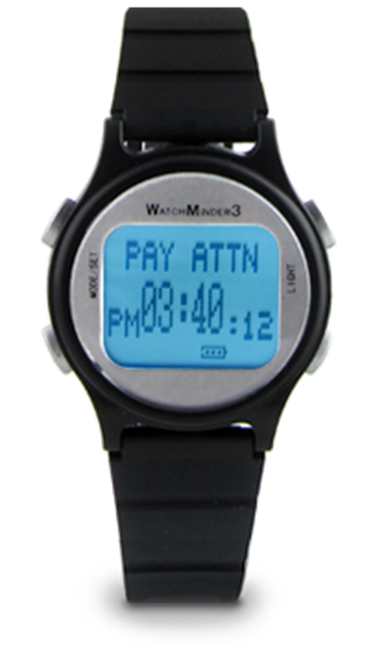 WATCHMINDER3
MODE/SET
LIGHT
PAY ATTN
PM03:40:12